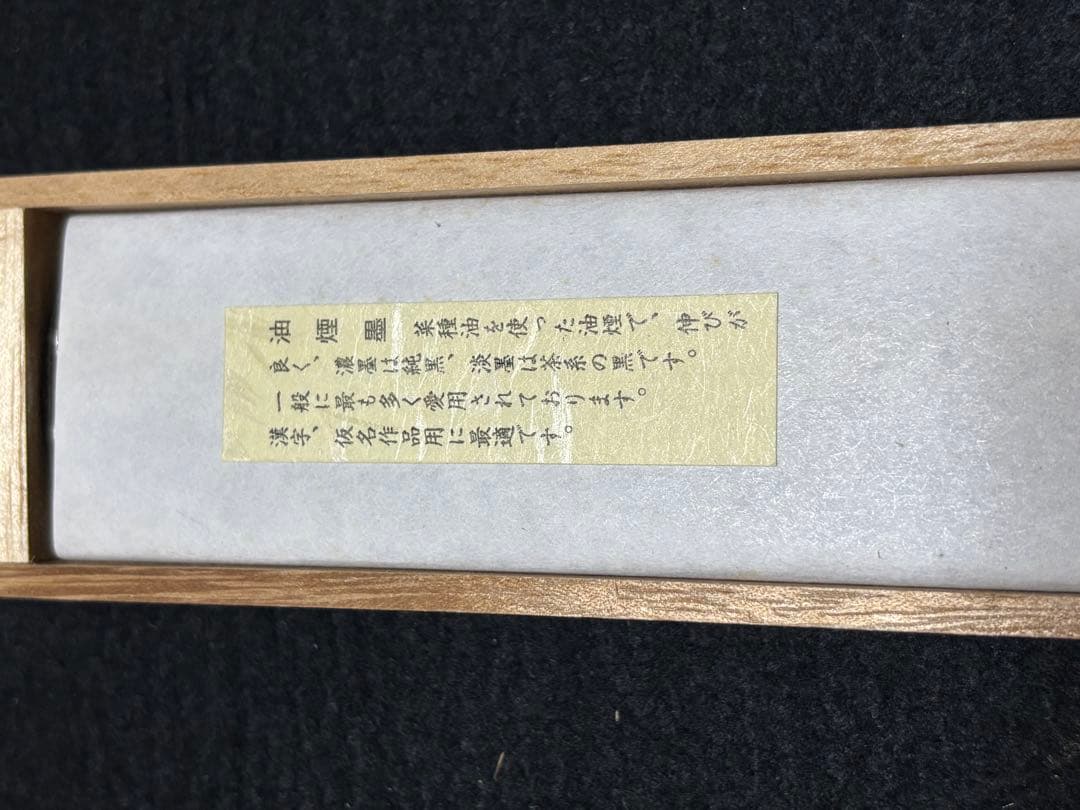 油煙墨 菜種油を使った油煙で、伸びが
良く、濃墨は純黒、淡墨は茶系の黒です。
一般に最も多く愛用されております。
漢字、仮名作品用に最適です。